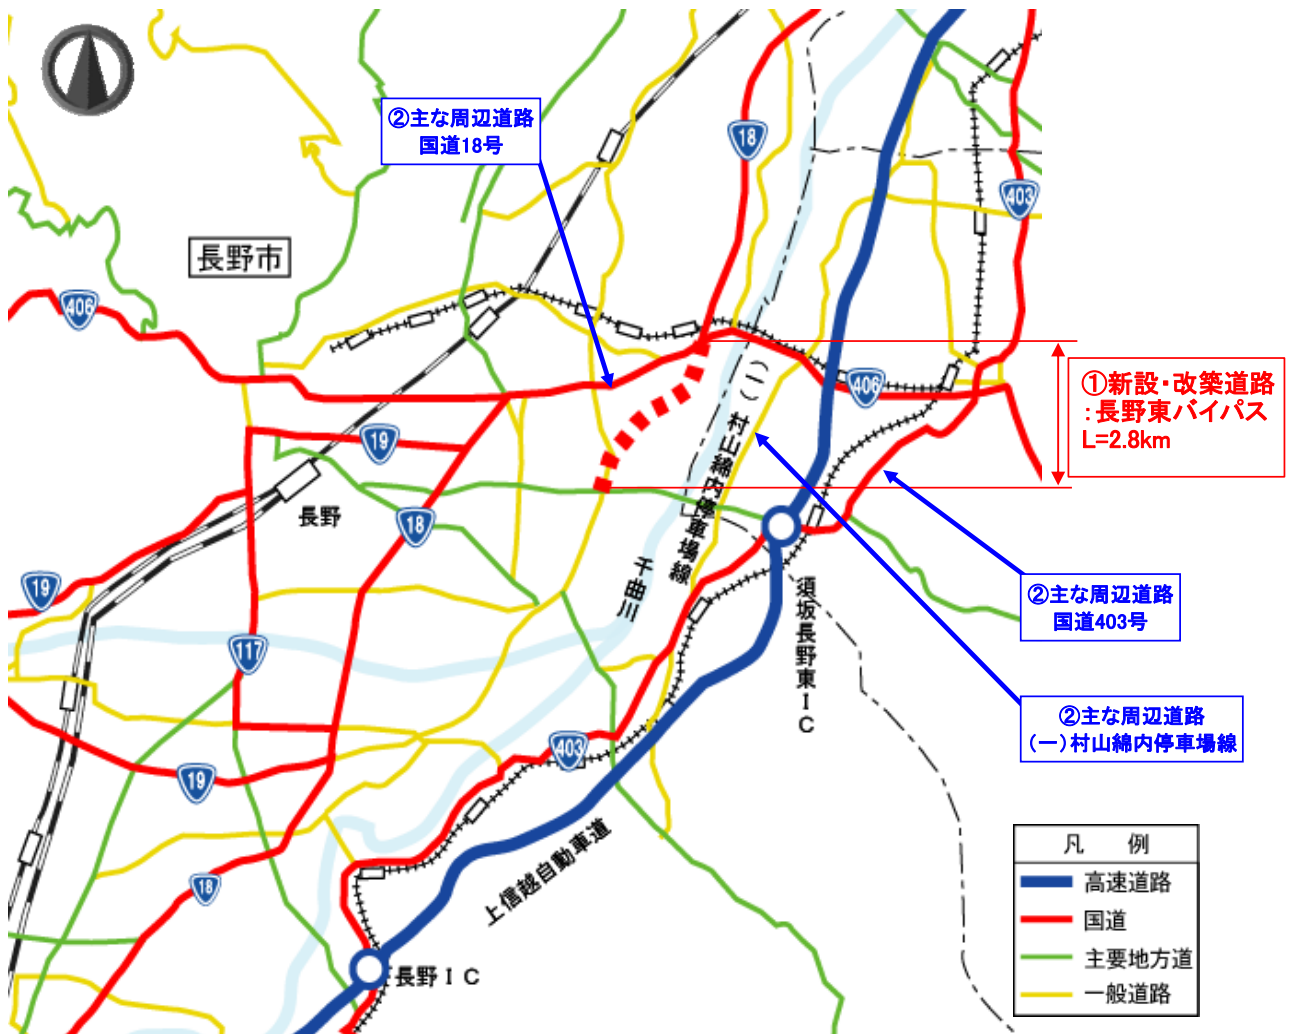 ②主な周辺道路
国道18号
18
403
長野市
406
①新設・改築道路
：長野東バイパス
L=2.8km
406
19
(一)村山綿内停車場線
長野
18
千曲川
19
②主な周辺道路
国道403号
須坂長野東IC
117
②主な周辺道路
(一)村山綿内停車場線
403
19
上信越自動車道
18
長野IC
凡 例
高速道路
国道
主要地方道
一般道路